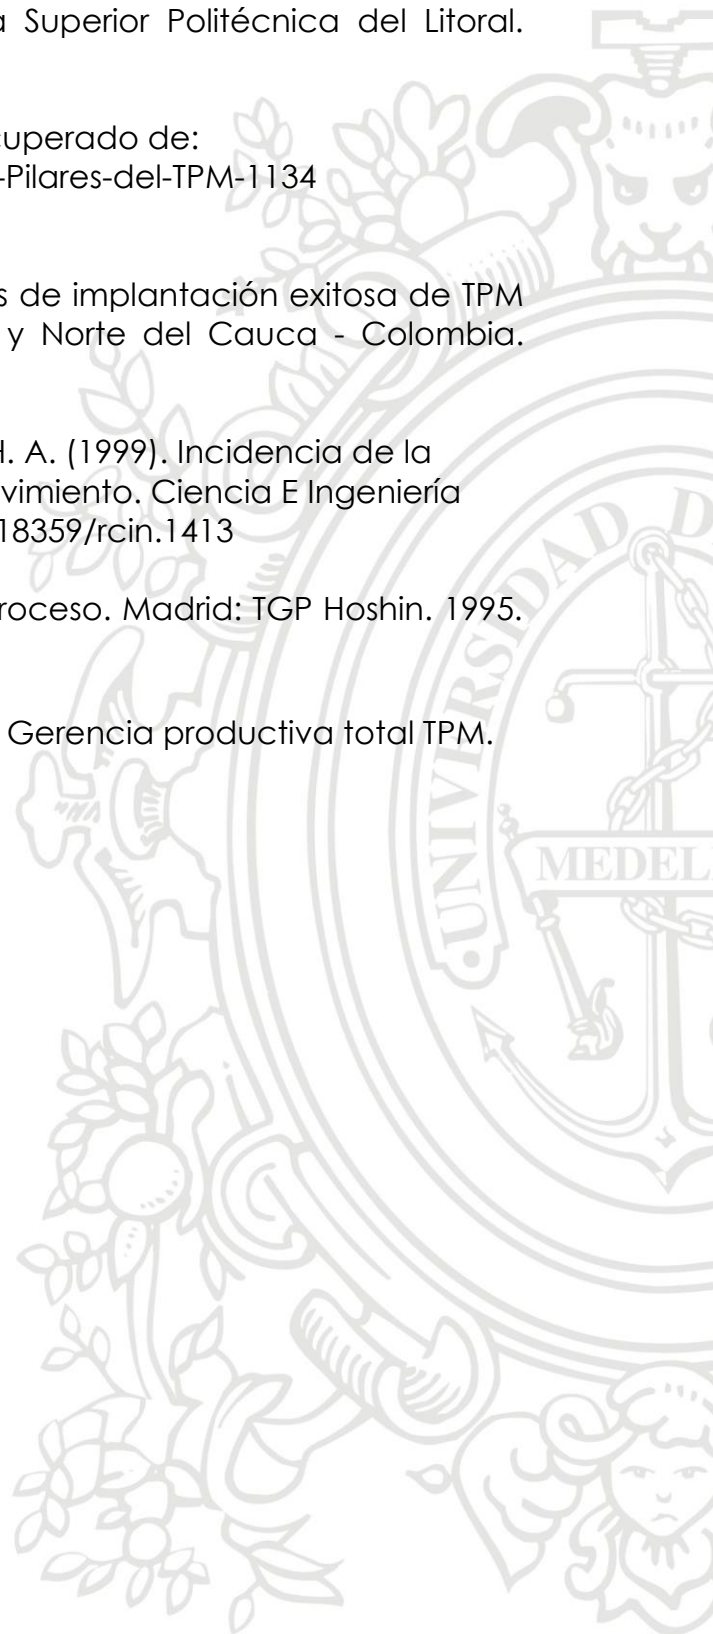 Superior Politécnica del Litoral.
cuperado de:
-Pilares-del-TPM-1134
s de implantación exitosa de TPM
y Norte del Cauca - Colombia.
H. A. (1999). Incidencia de la
vimiento. Ciencia E Ingeniería
18359/rcin.1413
roceso. Madrid: TGP Hoshin. 1995.
Gerencia productiva total TPM.
UNIVERSIDAD D
MEDEL